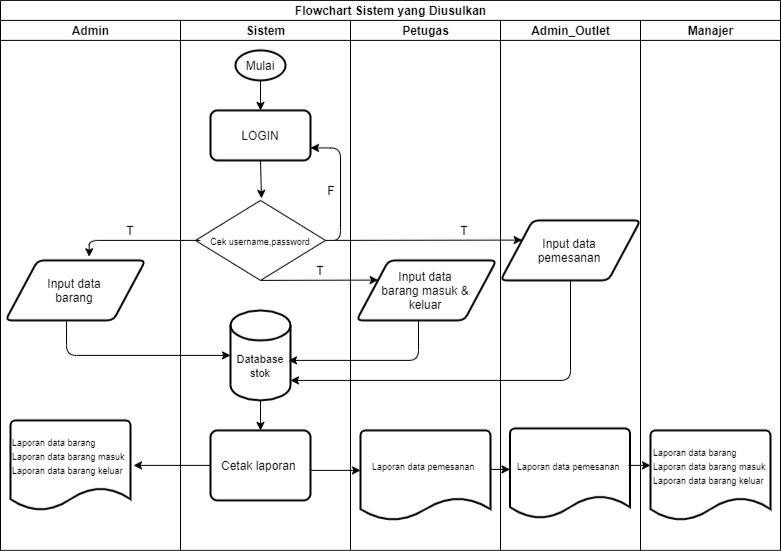 Flowchart Sistem yang Diusulkan
Admin
Sistem
Petugas
Admin_Outlet
Manajer
Mulai
LOGIN
F
Cek username,password
T
T
T
Input data
barang
Input data
barang masuk &
keluar
Input data
pemesanan
Database
stok
Laporan data barang
Laporan data barang masuk
Laporan data barang keluar
Cetak laporan
Laporan data pemesanan
Laporan data pemesanan
Laporan data barang
Laporan data barang masuk
Laporan data barang keluar